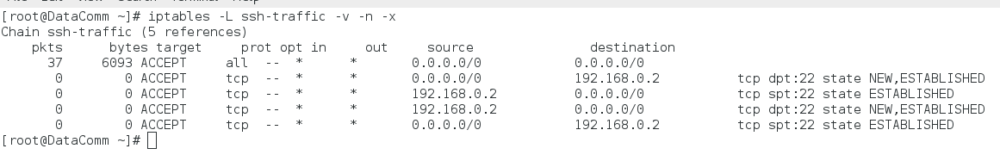 [root@DataComm ~]# iptables -L ssh-traffic -v -n -x
Chain ssh-traffic (5 references)
    pkts      bytes target     prot opt in     out     source               destination
      37     6093 ACCEPT     all  --  *      *       0.0.0.0/0            0.0.0.0/0
       0        0 ACCEPT     tcp  --  *      *       0.0.0.0/0            192.168.0.2          tcp dpt:22 state NEW,ESTABLISHED
       0        0 ACCEPT     tcp  --  *      *       192.168.0.2          0.0.0.0/0            tcp spt:22 state ESTABLISHED
       0        0 ACCEPT     tcp  --  *      *       192.168.0.2          0.0.0.0/0            tcp dpt:22 state NEW,ESTABLISHED
       0        0 ACCEPT     tcp  --  *      *       0.0.0.0/0            192.168.0.2          tcp spt:22 state ESTABLISHED
[root@DataComm ~]#